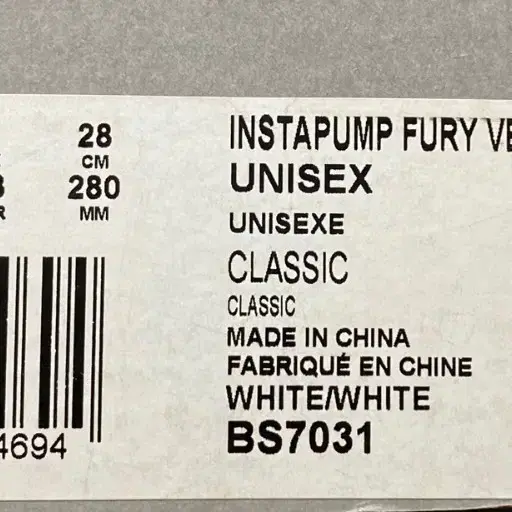 28
CM
280
MM
4694
INSTAPUMP FURY VE
UNISEX
UNISEXE
CLASSIC
CLASSIC
MADE IN CHINA
FABRIQUÉ EN CHINE
WHITE/WHITE
BS7031